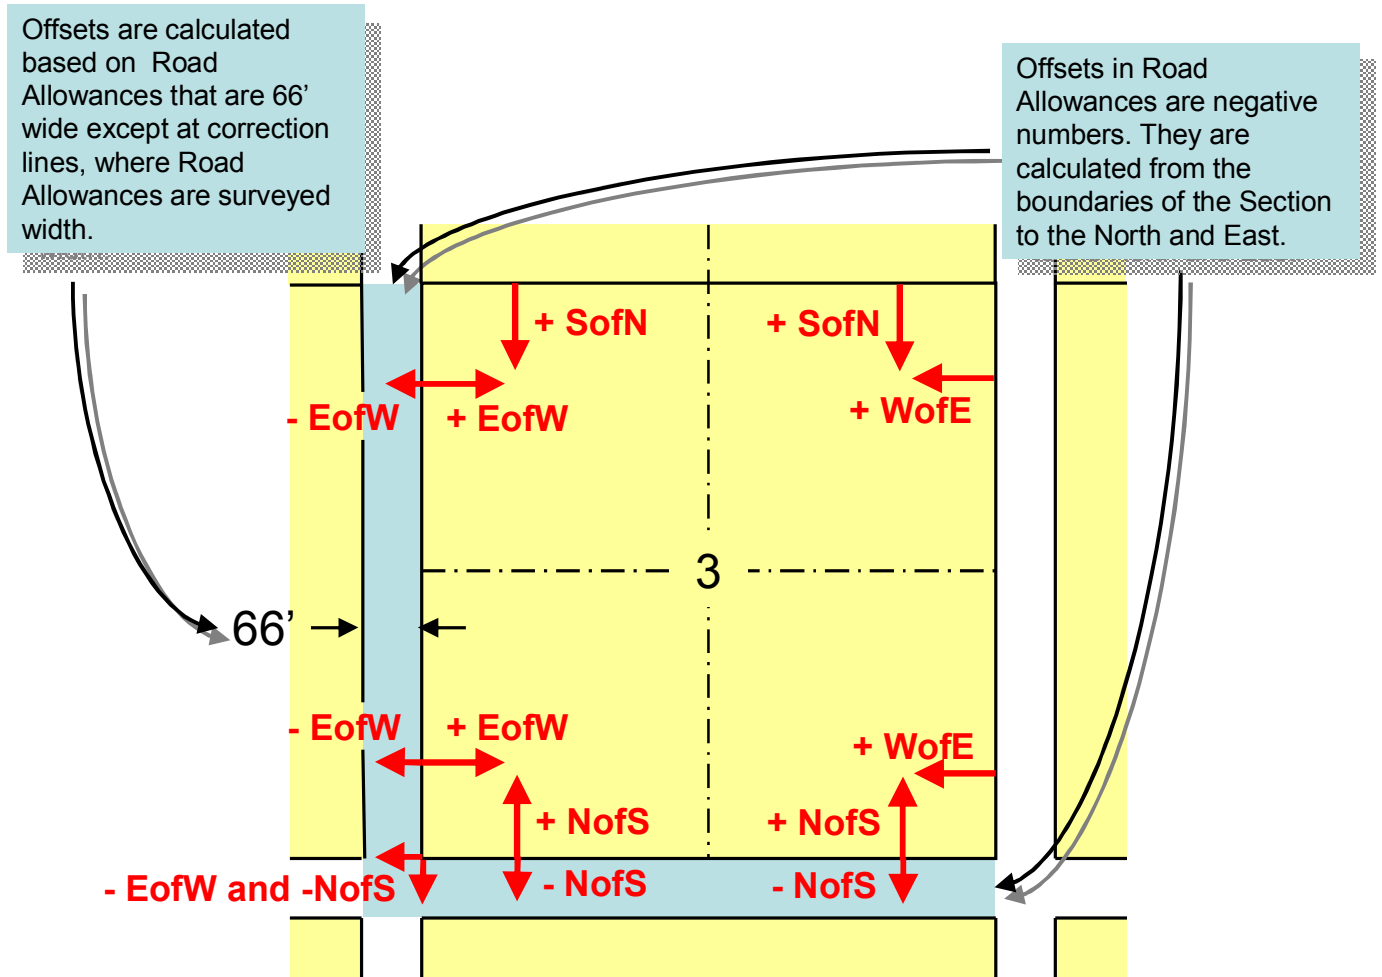 Offsets are calculated
based on Road
Allowances that are 66’
wide except at correction
lines, where Road
Allowances are surveyed
width.
Offsets in Road
Allowances are negative
numbers. They are
calculated from the
boundaries of the Section
to the North and East.
+ SofN
+ SofN
- EofW
+ EofW
+ WofE
3
66’
- EofW
+ EofW
+ WofE
+ NofS
+ NofS
- EofW and -NofS
- NofS
- NofS